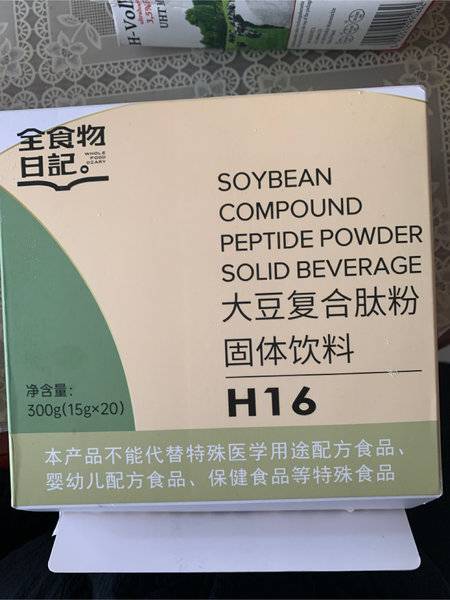 H-Voll
3,5%
UHT
全食物
日記。
WHOLE
FOOD
DIARY
SOYBEAN
COMPOUND
PEPTIDE POWDER
SOLID BEVERAGE
大豆复合肽粉
固体饮料
H16
净含量：
300g(15g×20)
本产品不能代替特殊医学用途配方食品、
婴幼儿配方食品、保健食品等特殊食品